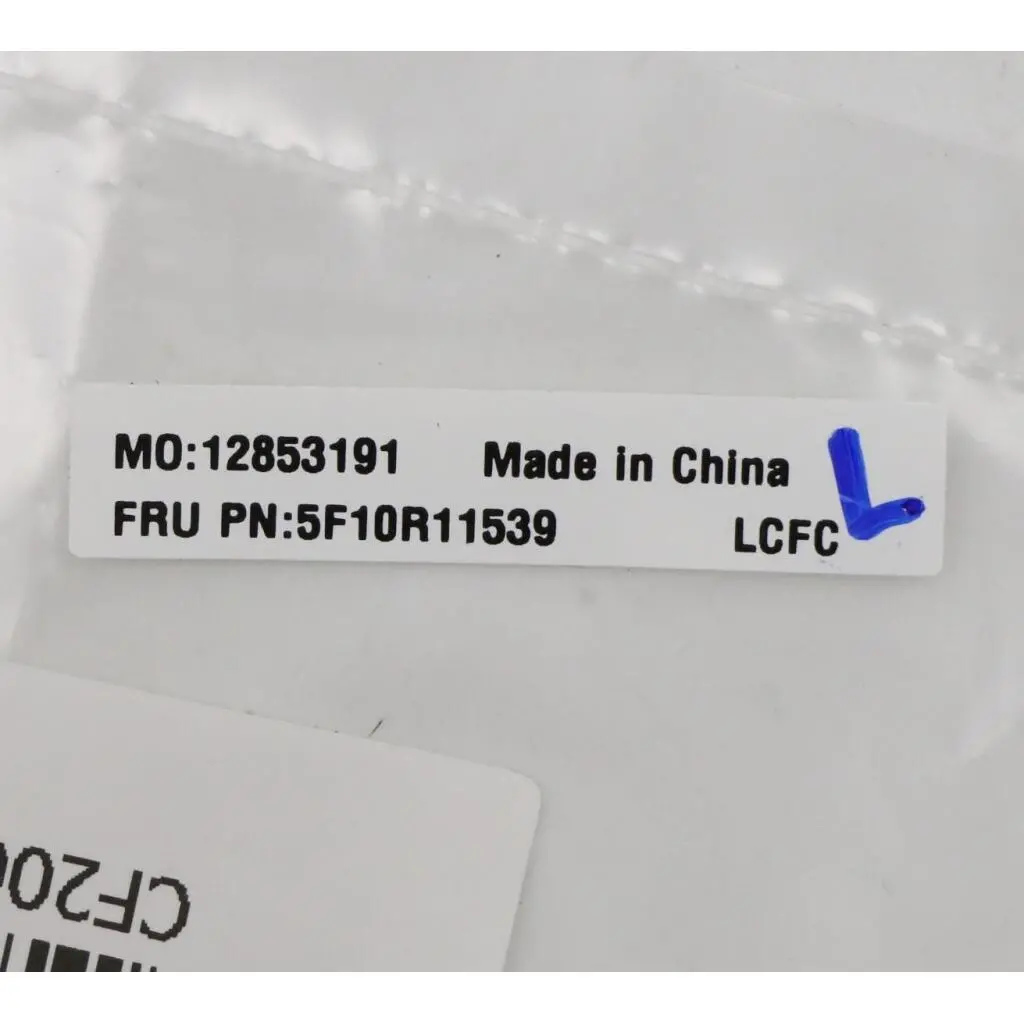 MO:12853191 Made in China
FRU PN:5F10R11539 LCFC L
CF20